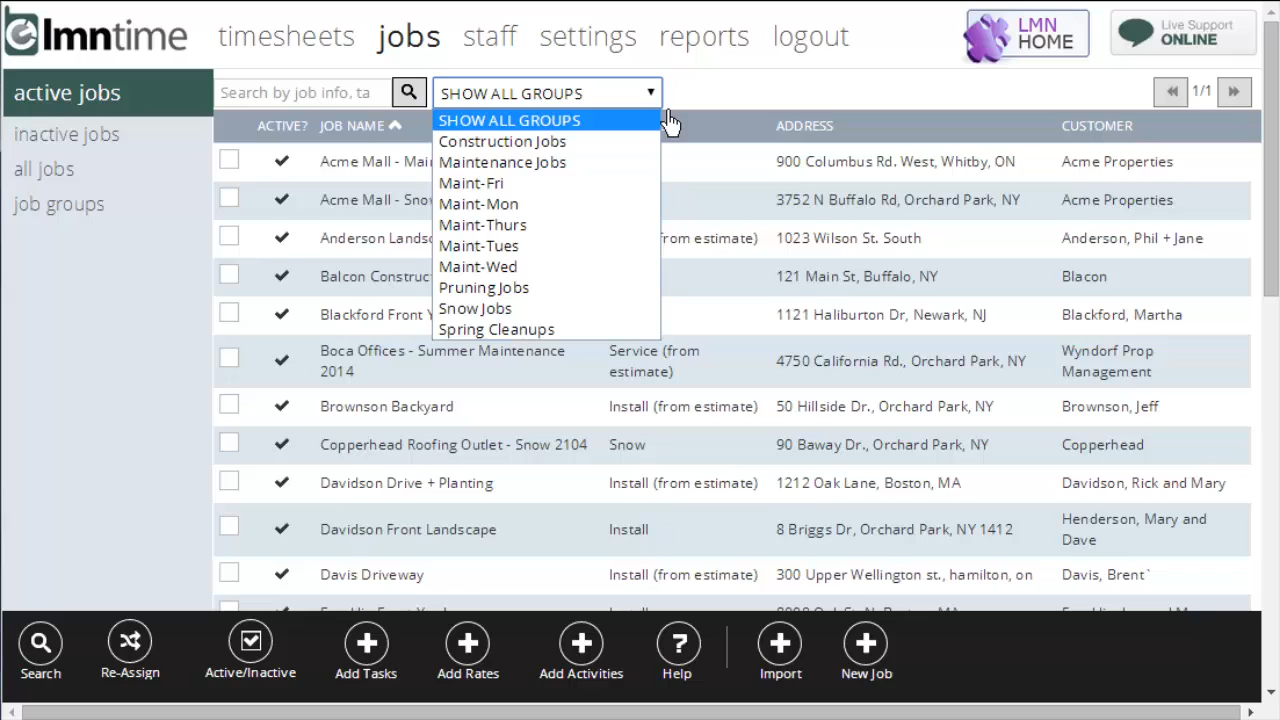 lmntime timesheets jobs staff settings reports logout LMN HOME Live Support ONLINE
active jobs
inactive jobs
all jobs
job groups
Search by job info, ta SHOW ALL GROUPS 1/1
SHOW ALL GROUPS
Construction Jobs
Maintenance Jobs
Maint-Fri
Maint-Mon
Maint-Thurs
Maint-Tues
Maint-Wed
Pruning Jobs
Snow Jobs
Spring Cleanups
ACTIVE? JOB NAME ADDRESS CUSTOMER
Acme Mall - Mai 900 Columbus Rd. West, Whitby, ON Acme Properties
Acme Mall - Snow 3752 N Buffalo Rd, Orchard Park, NY Acme Properties
Anderson Landsc from estimate) 1023 Wilson St. South Anderson, Phil + Jane
Balcon Construc 121 Main St, Buffalo, NY Blacon
Blackford Front Y 1121 Haliburton Dr, Newark, NJ Blackford, Martha
Boca Offices - Summer Maintenance 2014 Service (from estimate) 4750 California Rd., Orchard Park, NY Wyndorf Prop Management
Brownson Backyard Install (from estimate) 50 Hillside Dr., Orchard Park, NY Brownson, Jeff
Copperhead Roofing Outlet - Snow 2104 Snow 90 Baway Dr., Orchard Park, NY Copperhead
Davidson Drive + Planting Install (from estimate) 1212 Oak Lane, Boston, MA Davidson, Rick and Mary
Davidson Front Landscape Install 8 Briggs Dr, Orchard Park, NY 1412 Henderson, Mary and Dave
Davis Driveway Install (from estimate) 300 Upper Wellington st., hamilton, on Davis, Brent`
Search Re-Assign Active/Inactive Add Tasks Add Rates Add Activities Help Import New Job